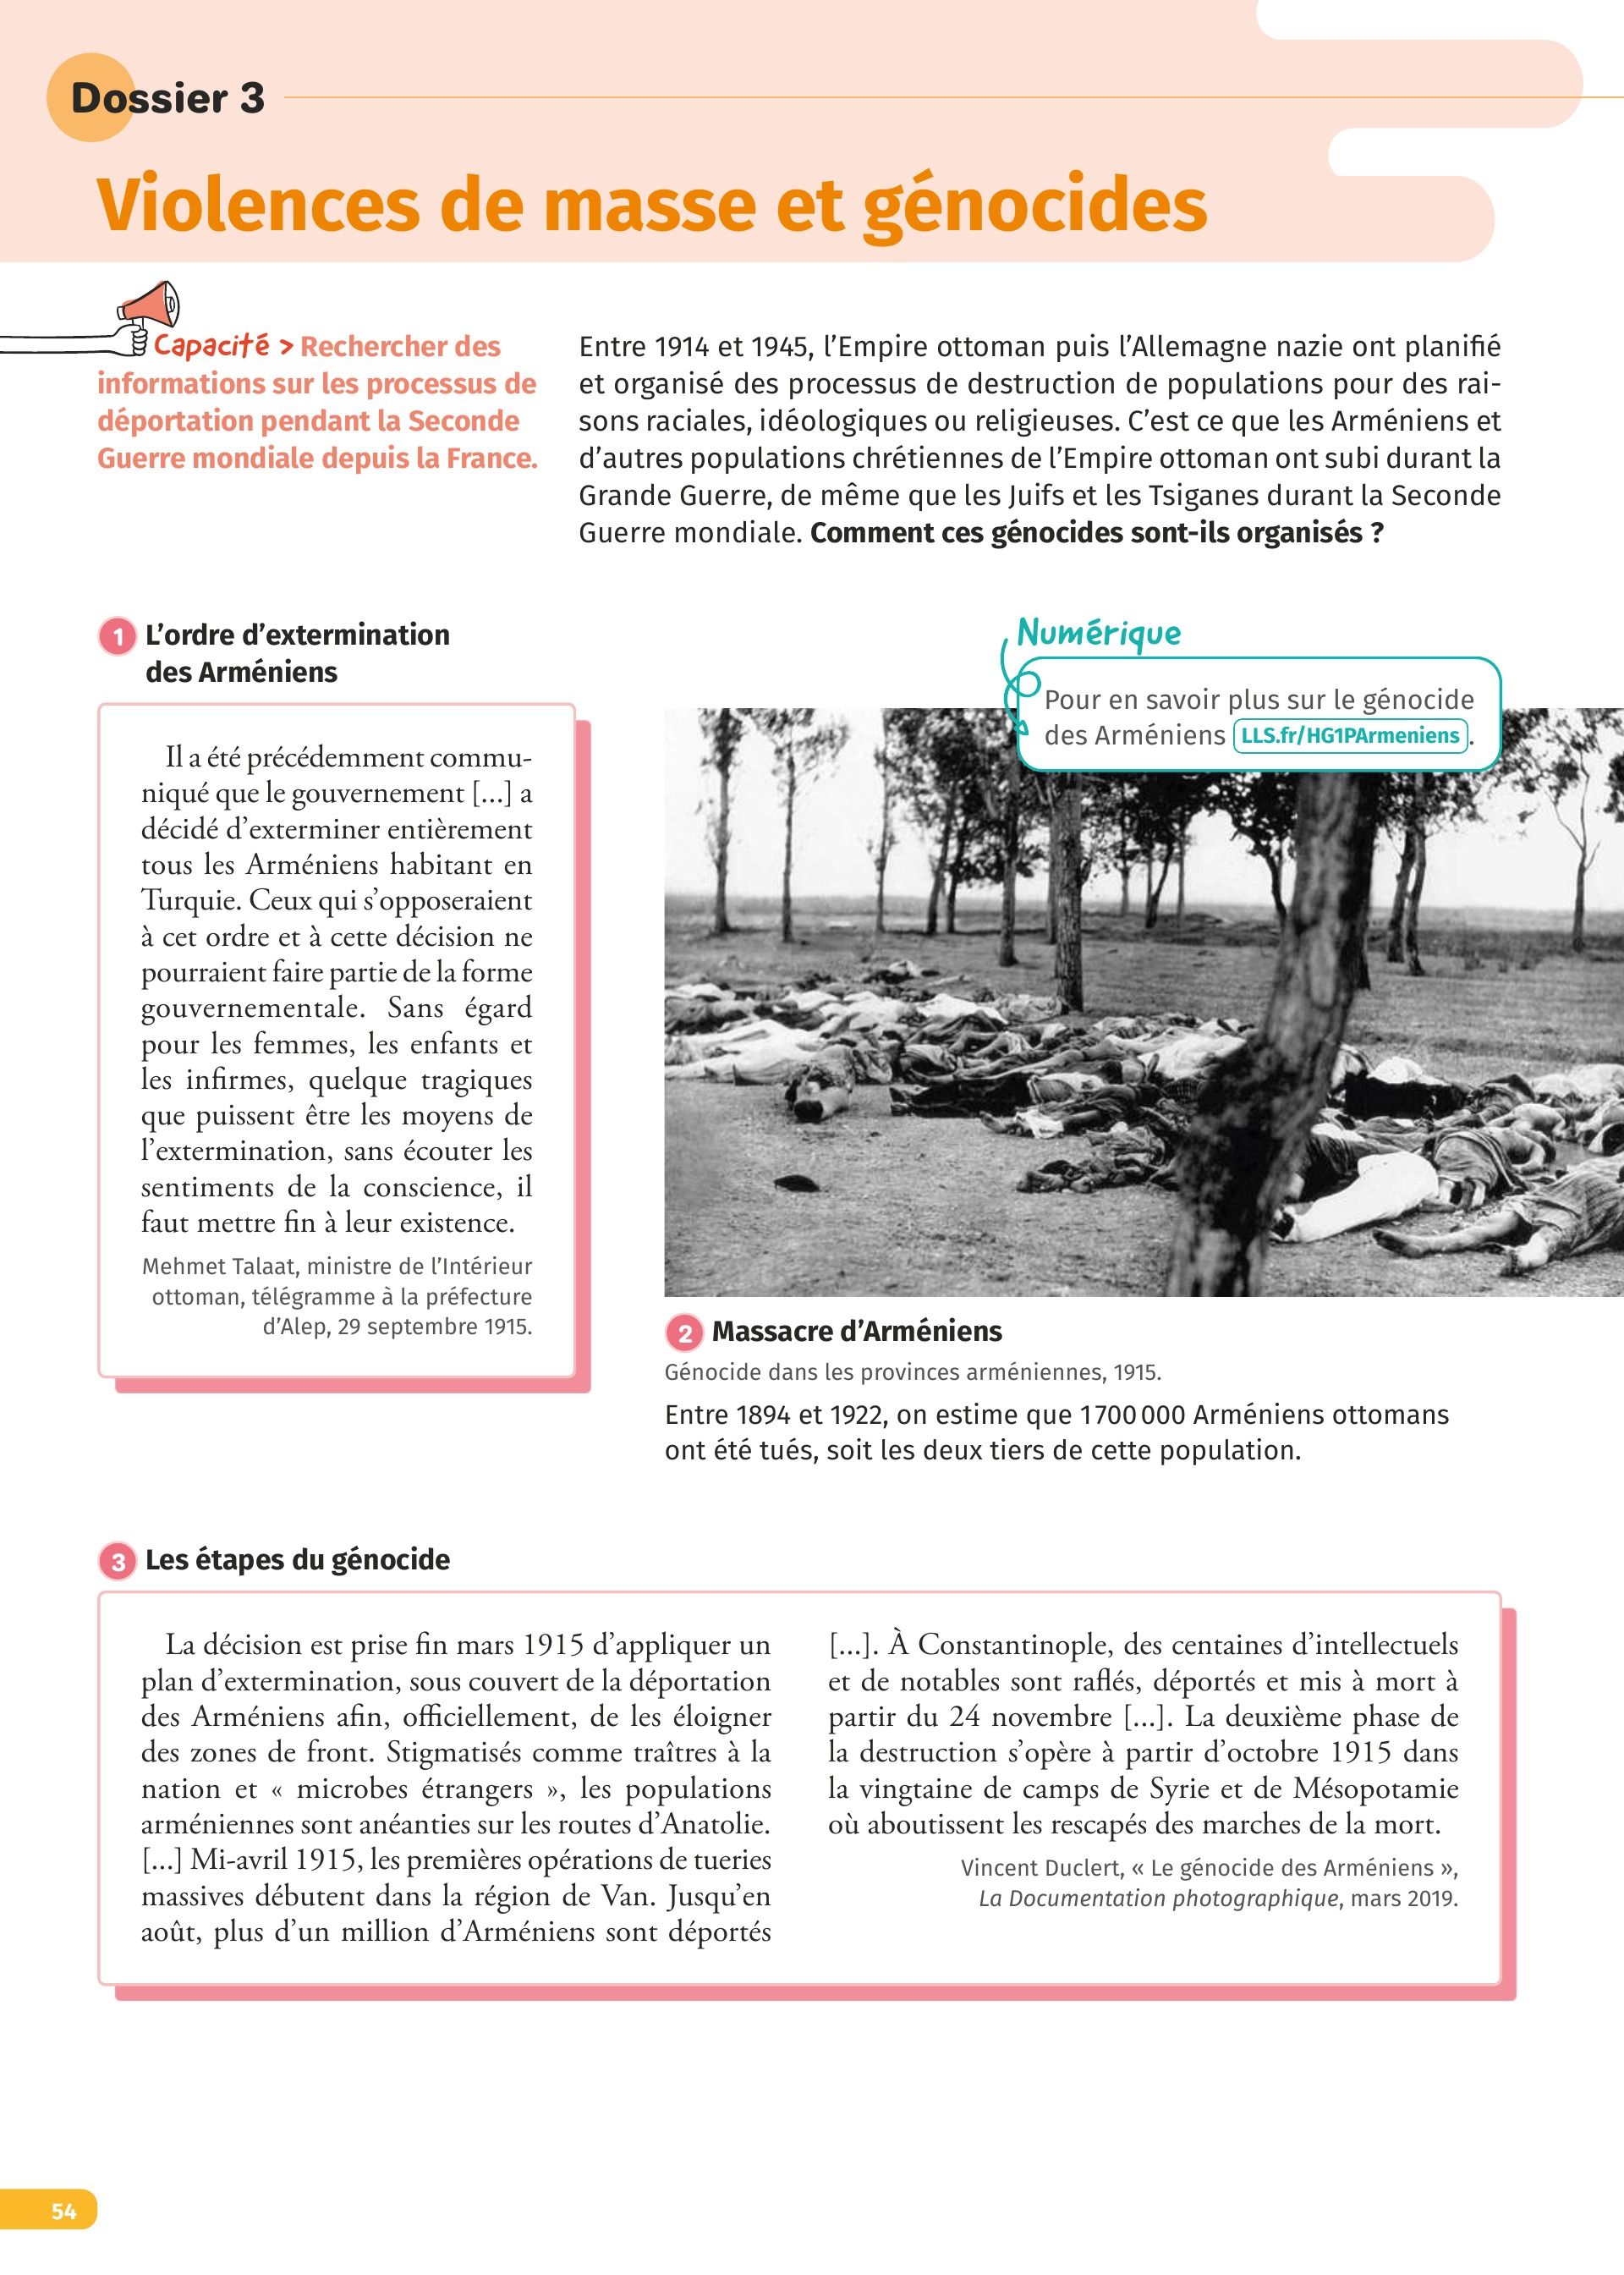 Dossier 3
Violences de masse et génocides
Capacité > Rechercher des
informations sur les processus de
déportation pendant la Seconde
Guerre mondiale depuis la France.
Entre 1914 et 1945, l’Empire ottoman puis l’Allemagne nazie ont planifié
et organisé des processus de destruction de populations pour des rai-
sons raciales, idéologiques ou religieuses. C’est ce que les Arméniens et
d’autres populations chrétiennes de l’Empire ottoman ont subi durant la
Grande Guerre, de même que les Juifs et les Tsiganes durant la Seconde
Guerre mondiale. Comment ces génocides sont-ils organisés ?
1 L’ordre d’extermination
des Arméniens
Il a été précédemment commu-
niqué que le gouvernement [...] a
décidé d’exterminer entièrement
tous les Arméniens habitant en
Turquie. Ceux qui s’opposeraient
à cet ordre et à cette décision ne
pourraient faire partie de la forme
gouvernementale. Sans égard
pour les femmes, les enfants et
les infirmes, quelque tragiques
que puissent être les moyens de
l’extermination, sans écouter les
sentiments de la conscience, il
faut mettre fin à leur existence.
Mehmet Talaat, ministre de l’Intérieur
ottoman, télégramme à la préfecture
d’Alep, 29 septembre 1915.
Numérique
Pour en savoir plus sur le génocide
des Arméniens LLS.fr/HG1PArmeniens.
2 Massacre d’Arméniens
Génocide dans les provinces arméniennes, 1915.
Entre 1894 et 1922, on estime que 1 700 000 Arméniens ottomans
ont été tués, soit les deux tiers de cette population.
3 Les étapes du génocide
La décision est prise fin mars 1915 d’appliquer un
plan d’extermination, sous couvert de la déportation
des Arméniens afin, officiellement, de les éloigner
des zones de front. Stigmatisés comme traîtres à la
nation et « microbes étrangers », les populations
arméniennes sont anéanties sur les routes d’Anatolie.
[...] Mi-avril 1915, les premières opérations de tueries
massives débutent dans la région de Van. Jusqu’en
août, plus d’un million d’Arméniens sont déportés
[...]. À Constantinople, des centaines d’intellectuels
et de notables sont raflés, déportés et mis à mort à
partir du 24 novembre [...]. La deuxième phase de
la destruction s’opère à partir d’octobre 1915 dans
la vingtaine de camps de Syrie et de Mésopotamie
où aboutissent les rescapés des marches de la mort.
Vincent Duclert, « Le génocide des Arméniens »,
La Documentation photographique, mars 2019.
54